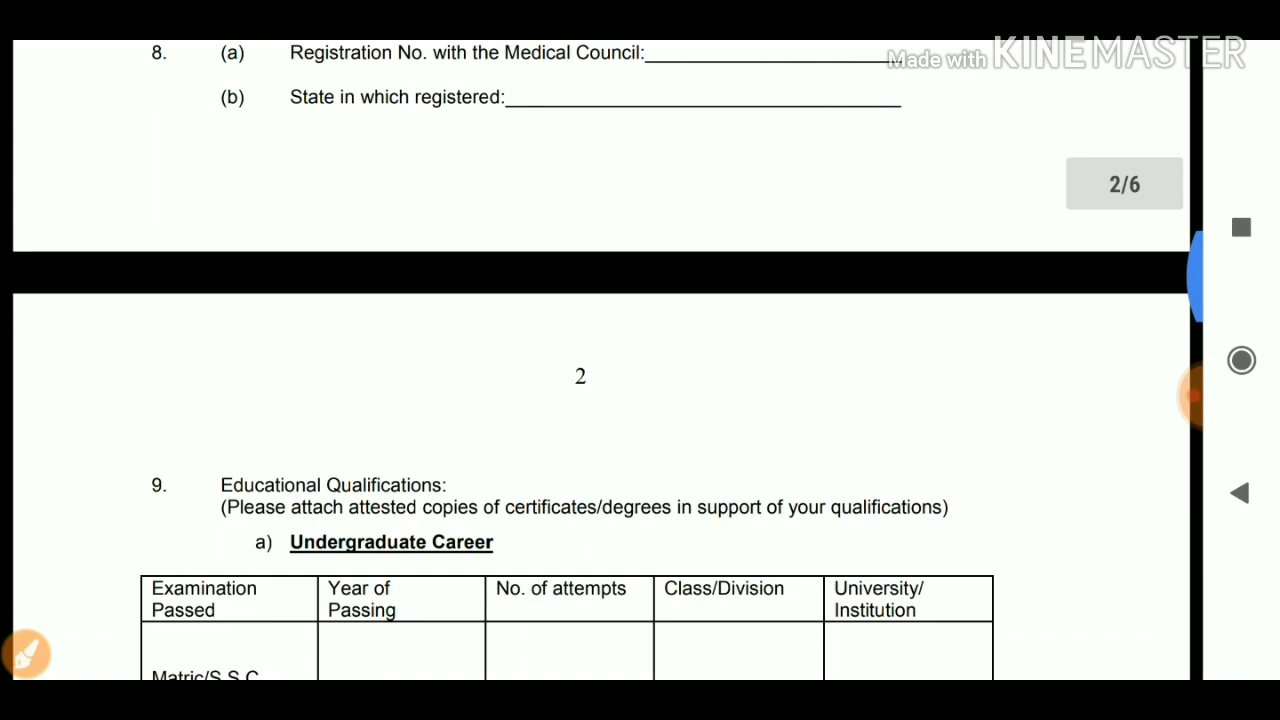 8. (a) Registration No. with the Medical Council:
Made with KINEMASTER
(b) State in which registered:
2/6
2
9. Educational Qualifications:
(Please attach attested copies of certificates/degrees in support of your qualifications)
a) Undergraduate Career
Examination Passed Year of Passing No. of attempts Class/Division University/ Institution
Matric/S.S.C